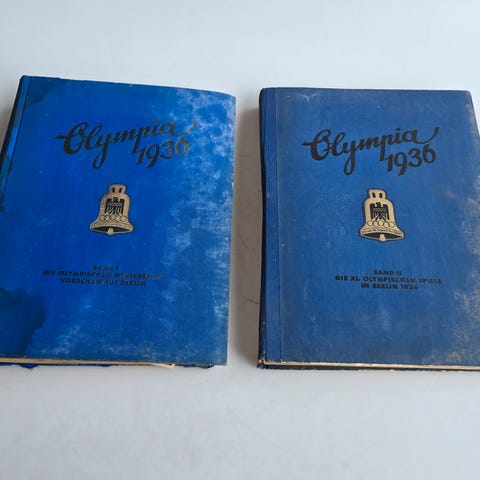 Olympia
1936
BAND I
DIE OLYMPISCHEN WINTERSPIELE
VORSCHAU AUF BERLIN
Olympia
1936
BAND II
DIE XI. OLYMPISCHEN SPIELE
IN BERLIN 1936